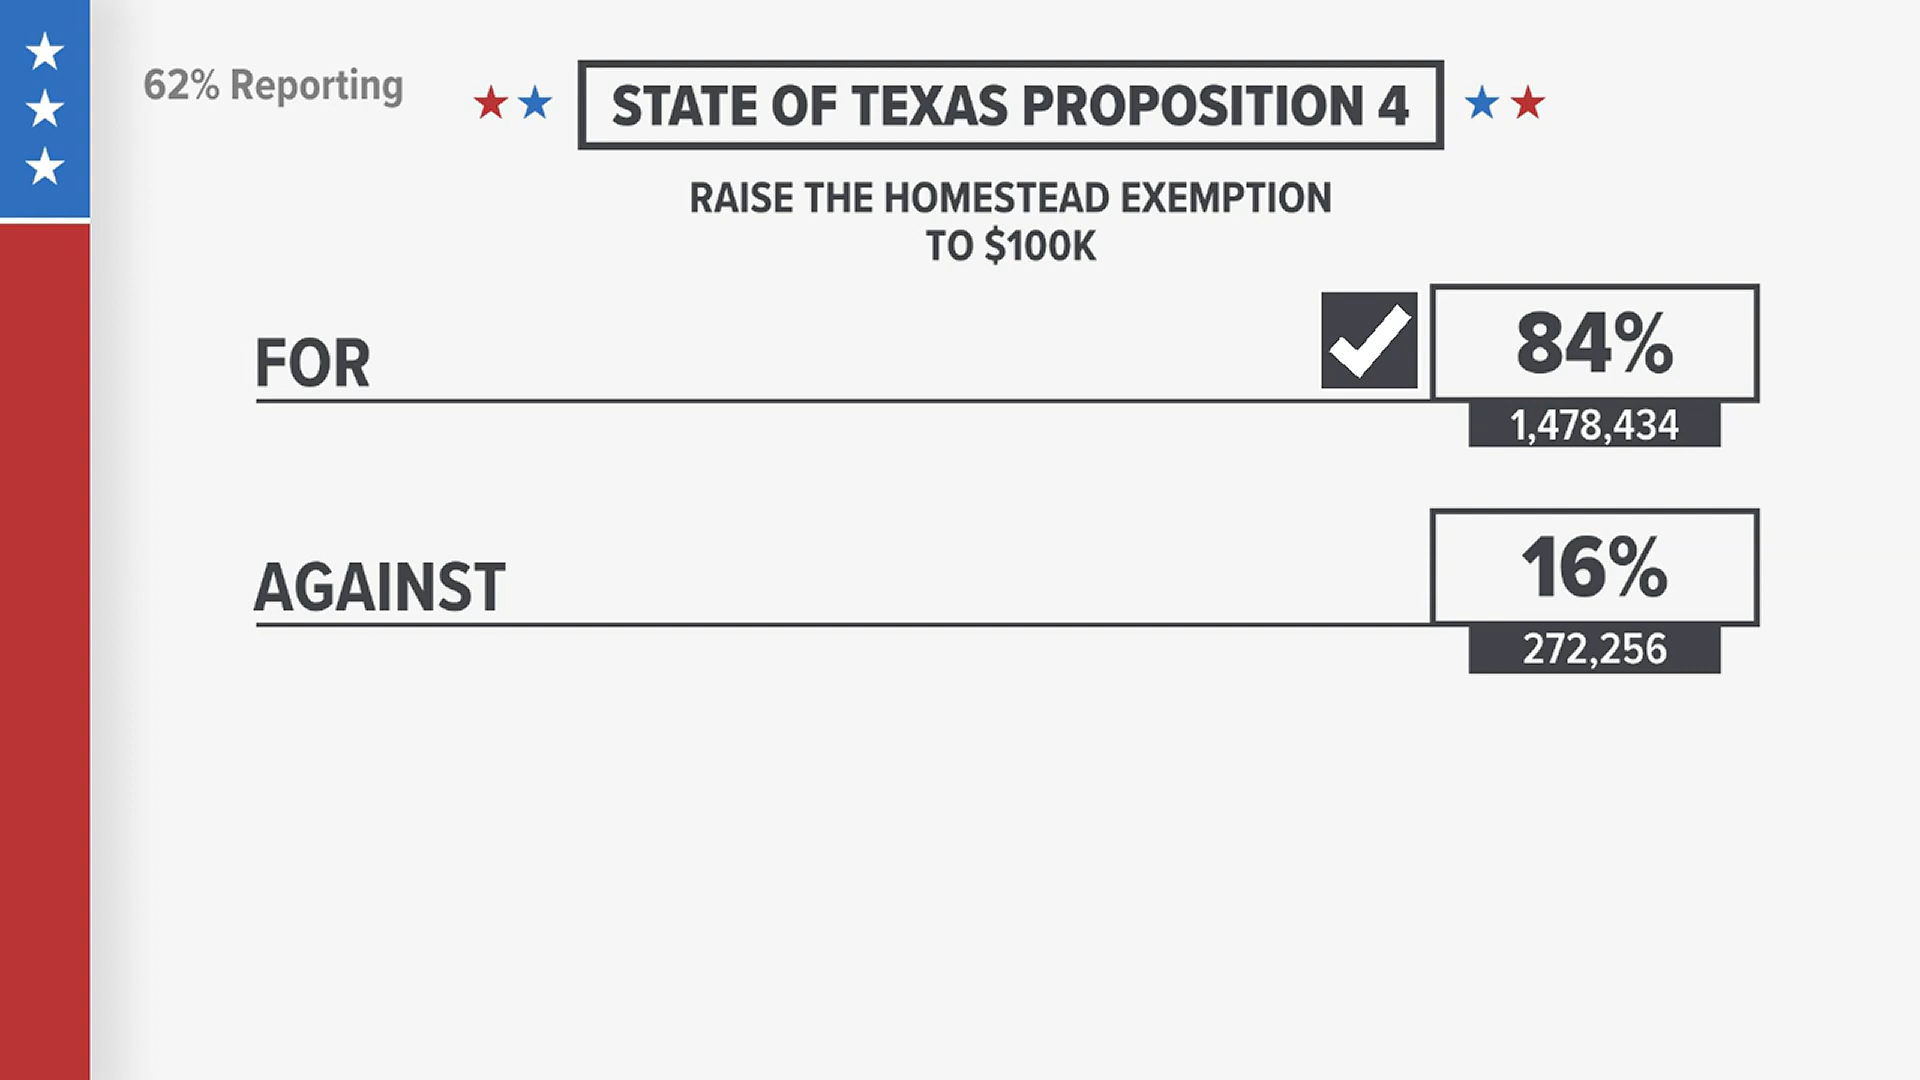 62% Reporting
STATE OF TEXAS PROPOSITION 4
RAISE THE HOMESTEAD EXEMPTION
TO $100K
FOR
84%
1,478,434
AGAINST
16%
272,256